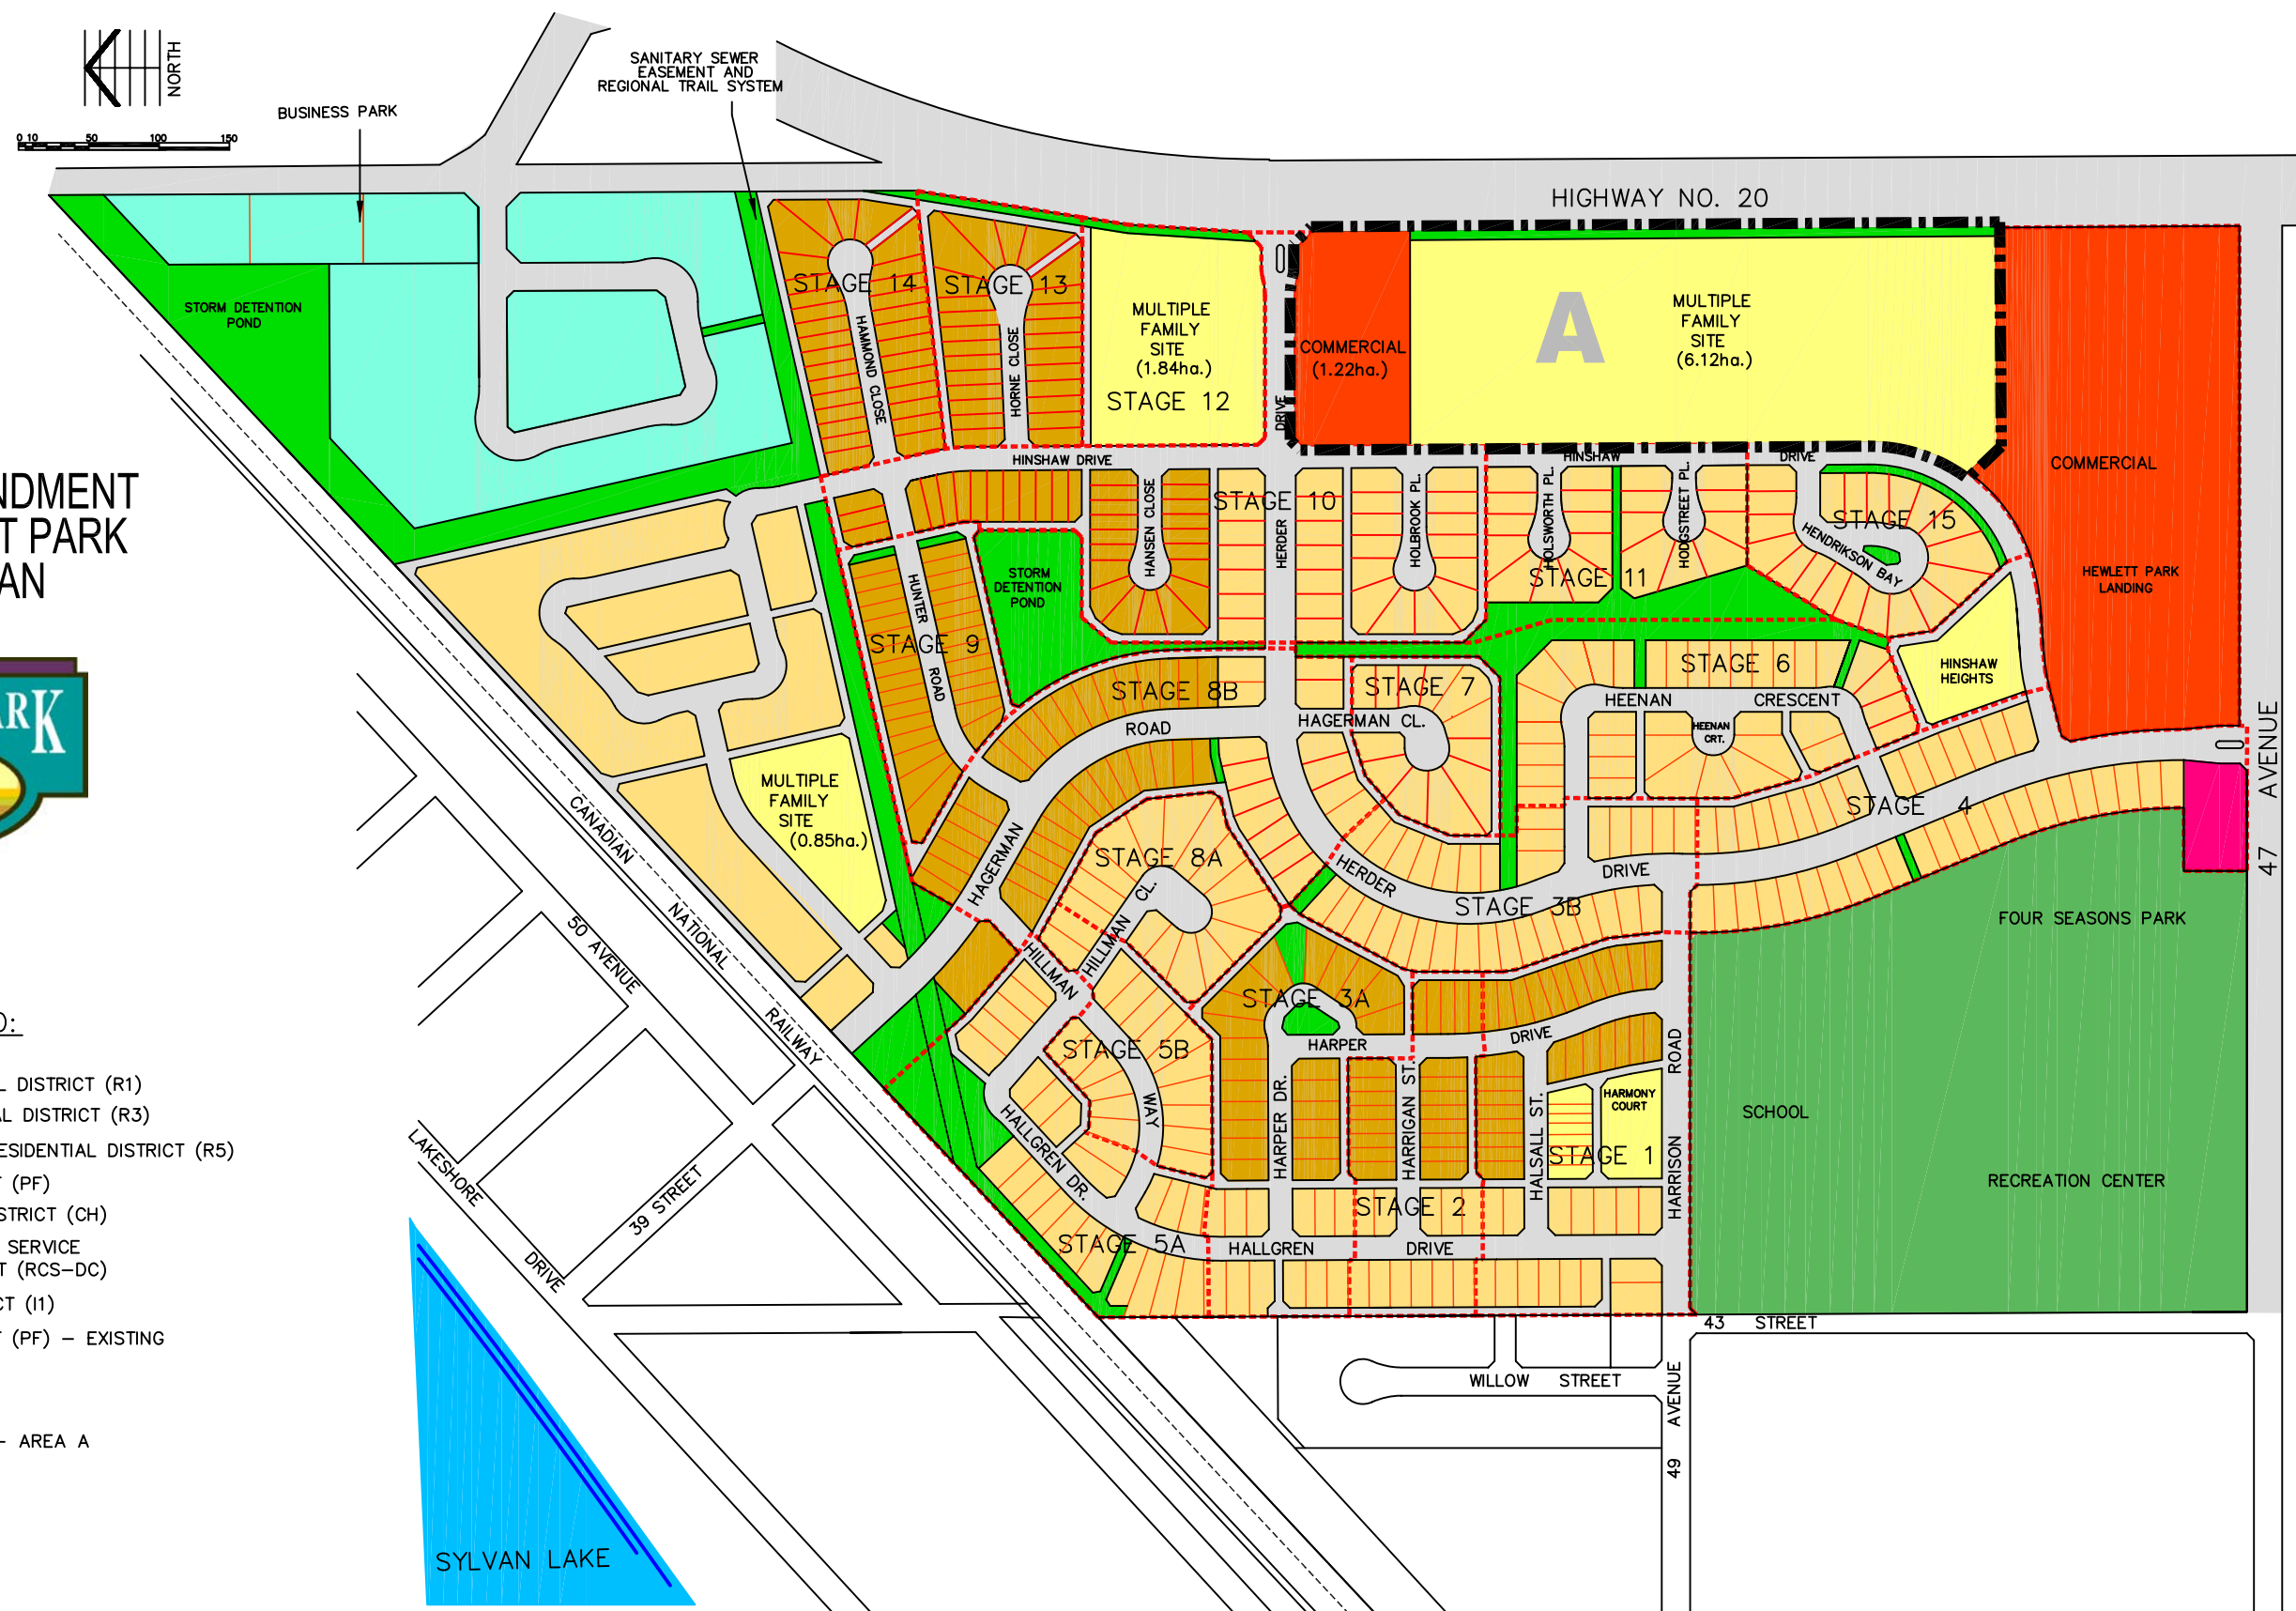 NORTH
0 10 50 100 150
BUSINESS PARK
SANITARY SEWER
EASEMENT AND
REGIONAL TRAIL SYSTEM
HIGHWAY NO. 20
STORM DETENTION
POND
STAGE 14
HAMMOND CLOSE
STAGE 13
HORNE CLOSE
MULTIPLE
FAMILY
SITE
(1.84ha.)
STAGE 12
DRIVE
COMMERCIAL
(1.22ha.)
A
MULTIPLE
FAMILY
SITE
(6.12ha.)
COMMERCIAL
HEWLETT PARK
LANDING
HINSHAW DRIVE
HINSHAW DRIVE
NDMENT
T PARK
AN
ARK
HANSEN CLOSE
STAGE 10
HERDER
HOLBROOK PL.
HOLSWORTH PL.
STAGE 11
HODGSTREET PL.
STAGE 15
HENDRIKSON BAY
STORM
DETENTION
POND
HUNTER
ROAD
STAGE 9
STAGE 8B
STAGE 7
STAGE 6
HINSHAW
HEIGHTS
HAGERMAN CL.
HEENAN CRESCENT
HEENAN
CRT.
ROAD
HAGERMAN
47 AVENUE
MULTIPLE
FAMILY
SITE
(0.85ha.)
STAGE 4
STAGE 8A
HERDER
DRIVE
STAGE 3B
HILLMAN CL.
HILLMAN
WAY
FOUR SEASONS PARK
CANADIAN NATIONAL RAILWAY
50 AVENUE
STAGE 3A
HARPER
DRIVE
STAGE 5B
HARPER DR.
HARRIGAN ST.
HALSALL ST.
HARMONY
COURT
STAGE 1
HARRISON ROAD
SCHOOL
RECREATION CENTER
HALLGREN DR.
STAGE 2
STAGE 5A
HALLGREN DRIVE
43 STREET
WILLOW STREET
49 AVENUE
LAKESHORE DRIVE
39 STREET
SYLVAN LAKE
D:
L DISTRICT (R1)
AL DISTRICT (R3)
ESIDENTIAL DISTRICT (R5)
T (PF)
STRICT (CH)
SERVICE
T (RCS-DC)
CT (I1)
T (PF) - EXISTING
- AREA A